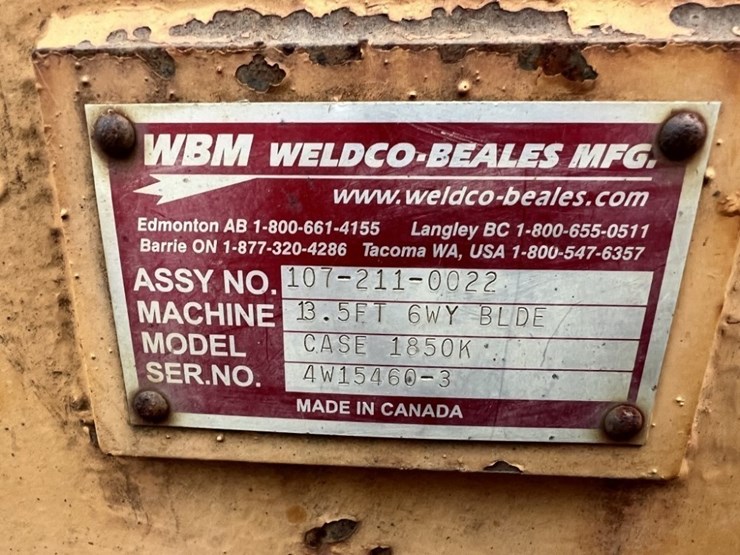 WBM WELDCO-BEALES MFG.
www.weldco-beales.com
Edmonton AB 1-800-661-4155 Langley BC 1-800-655-0511
Barrie ON 1-877-320-4286 Tacoma WA, USA 1-800-547-6357
ASSY NO. 107-211-0022
MACHINE 13.5FT 6WY BLDE
MODEL CASE 1850K
SER.NO. 4W15460-3
MADE IN CANADA